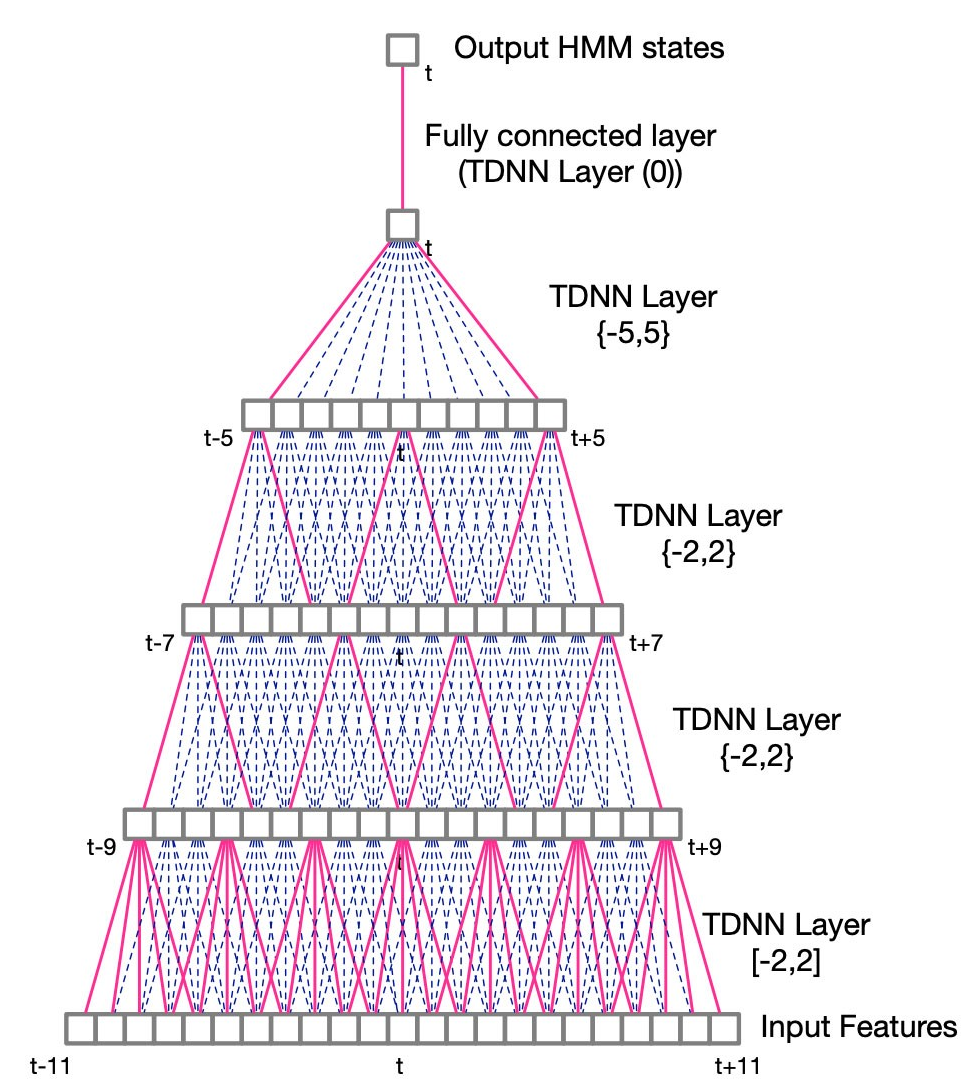 Output HMM states
t
Fully connected layer
(TDNN Layer (0))
t
TDNN Layer
{-5,5}
t-5
t
t+5
TDNN Layer
{-2,2}
t-7
t
t+7
TDNN Layer
{-2,2}
t-9
t
t+9
TDNN Layer
[-2,2]
Input Features
t-11
t
t+11